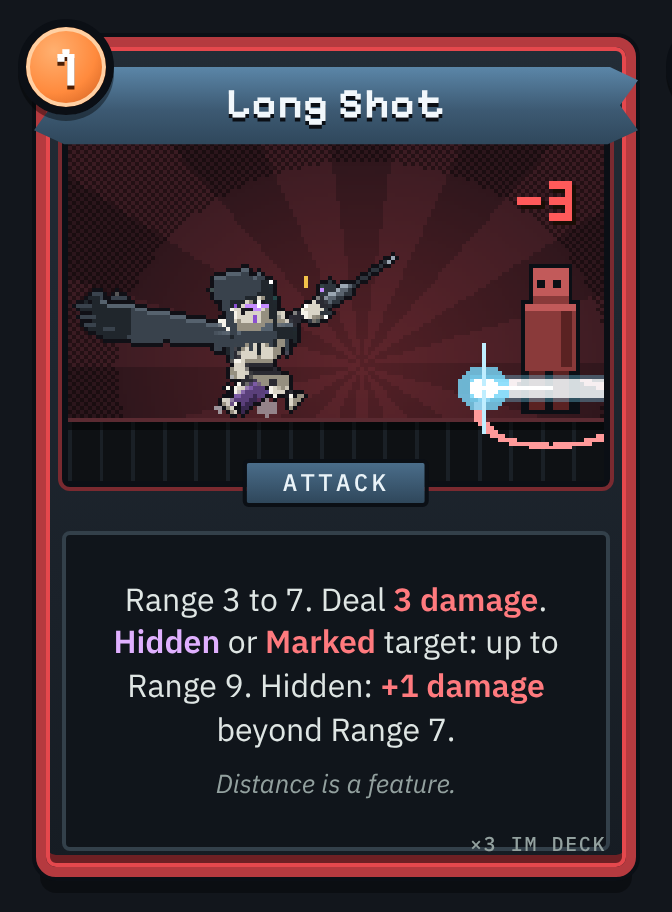 1
Long Shot
-3
ATTACK
Range 3 to 7. Deal 3 damage.
Hidden or Marked target: up to
Range 9. Hidden: +1 damage
beyond Range 7.
Distance is a feature.
×3 IM DECK